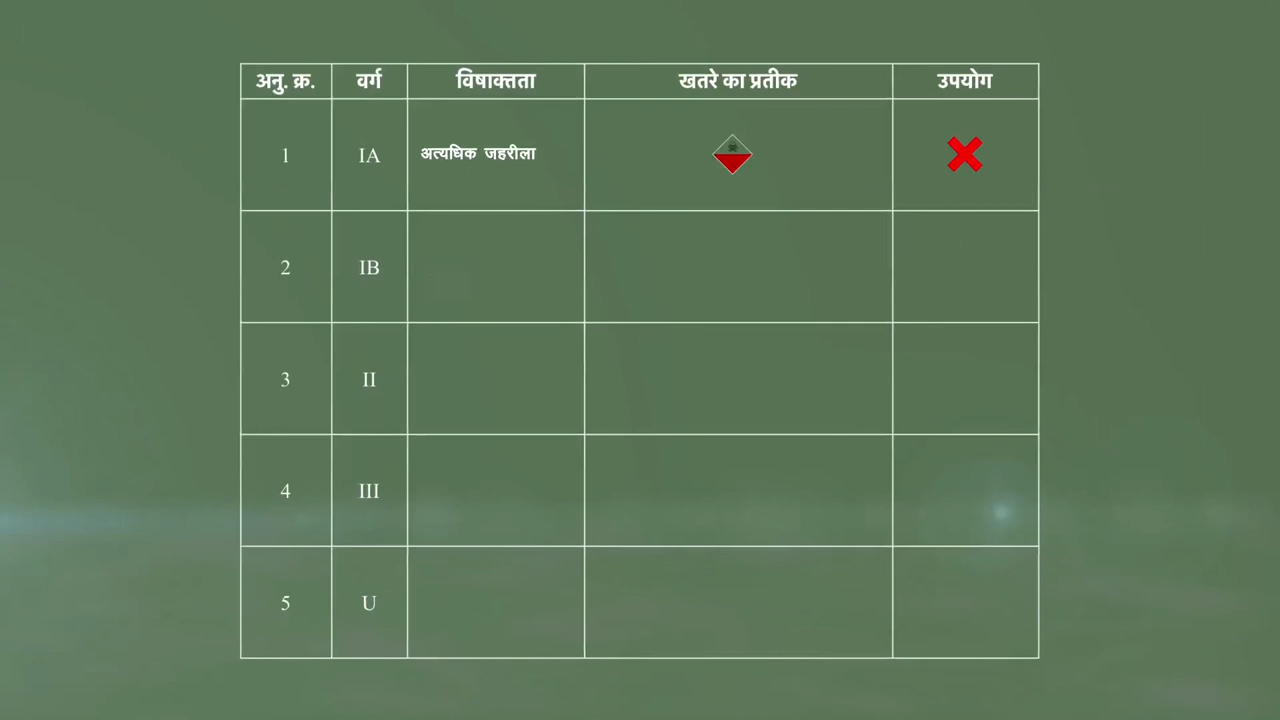 अनु. क्र. वर्ग विषाक्तता खतरे का प्रतीक उपयोग
1 IA अत्यधिक जहरीला
2 IB
3 II
4 III
5 U